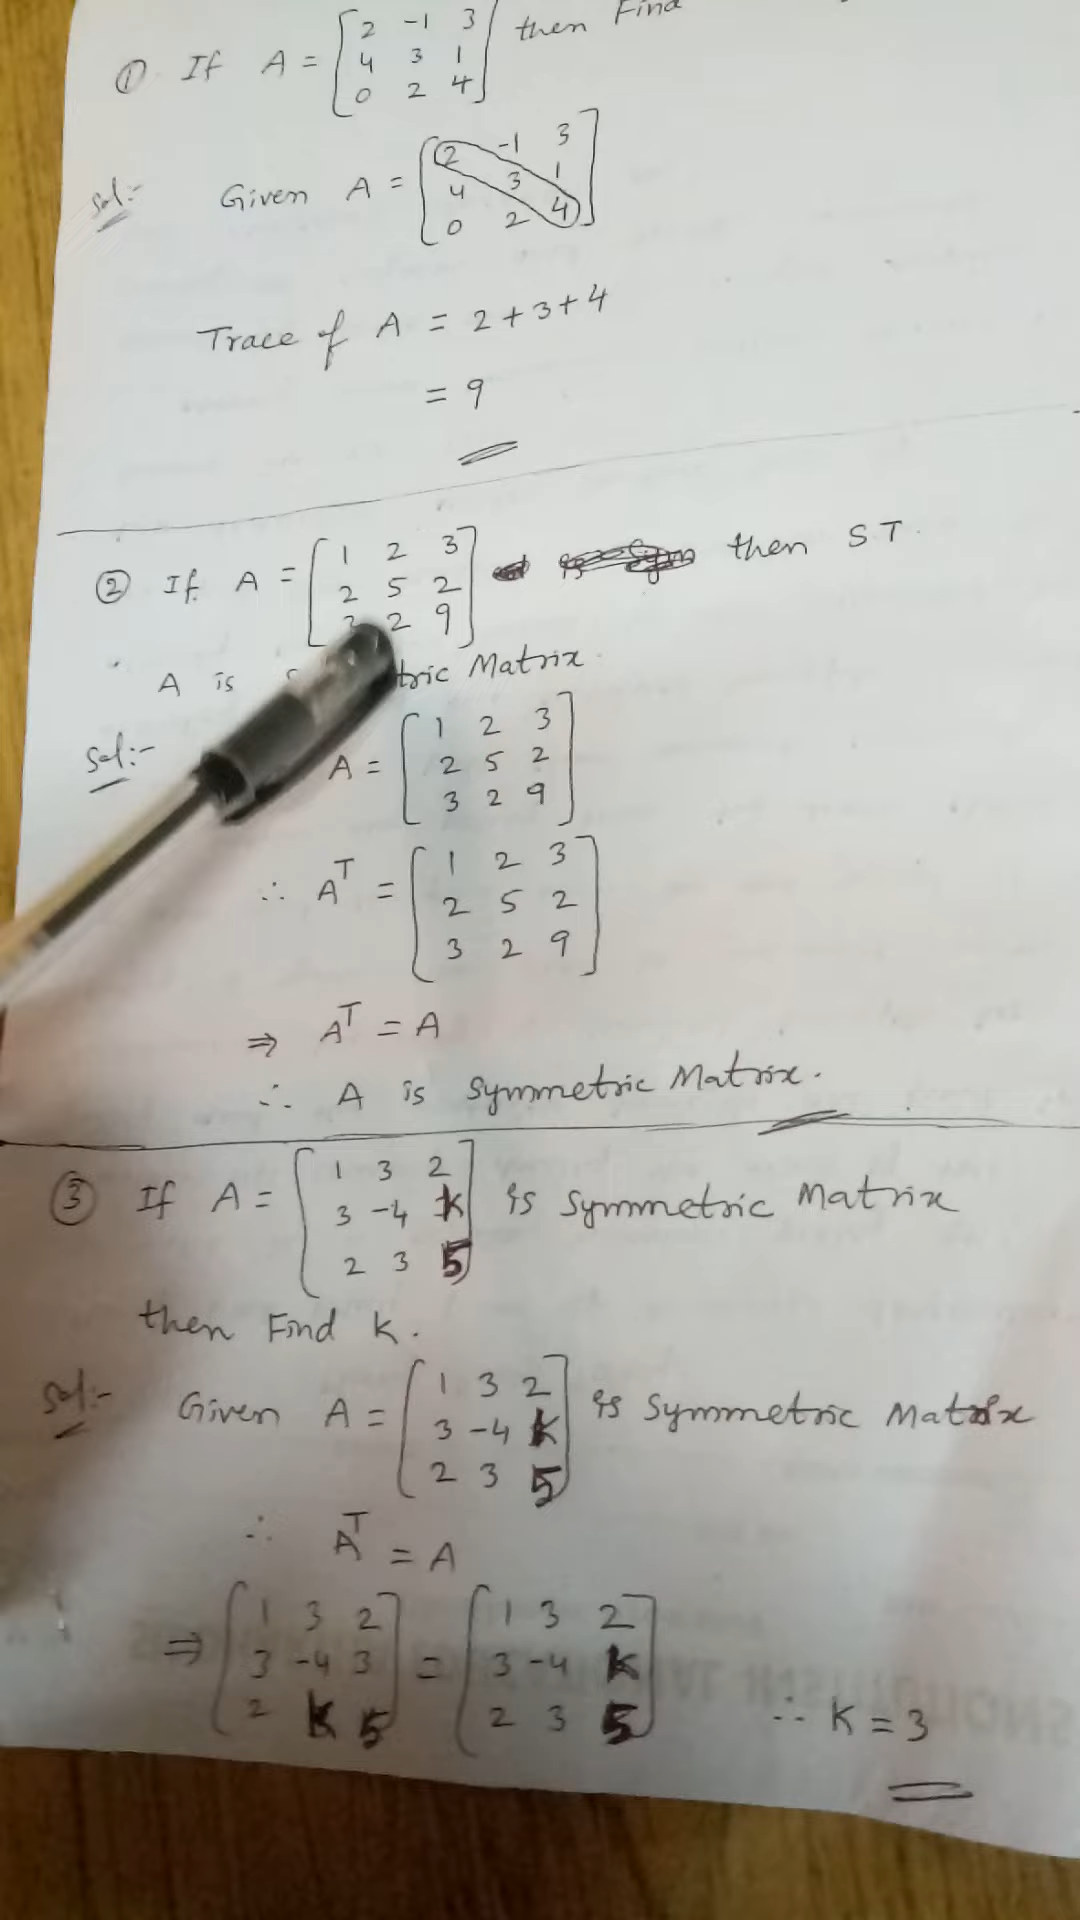 ① If A = [2 -1 3
4 3 1
0 2 4] then Find
Sol:- Given A = [2 -1 3
4 3 1
0 2 4]
Trace of A = 2+3+4
= 9
② If A = [1 2 3
2 5 2
2 9] then S T.
A is tric Matrix.
Sol:- A = [1 2 3
2 5 2
3 2 9]
∴ A^T = [1 2 3
2 5 2
3 2 9]
⇒ A^T = A
∴ A is Symmetric Matrix.
③ If A = [1 3 2
3 -4 K
2 3 5] is Symmetric Matrix
then Find K.
Sol:- Given A = [1 3 2
3 -4 K
2 3 5] is Symmetric Matrix
∴ A^T = A
⇒ [1 3 2
3 -4 3
2 K 5] = [1 3 2
3 -4 K
2 3 5] ∴ K = 3